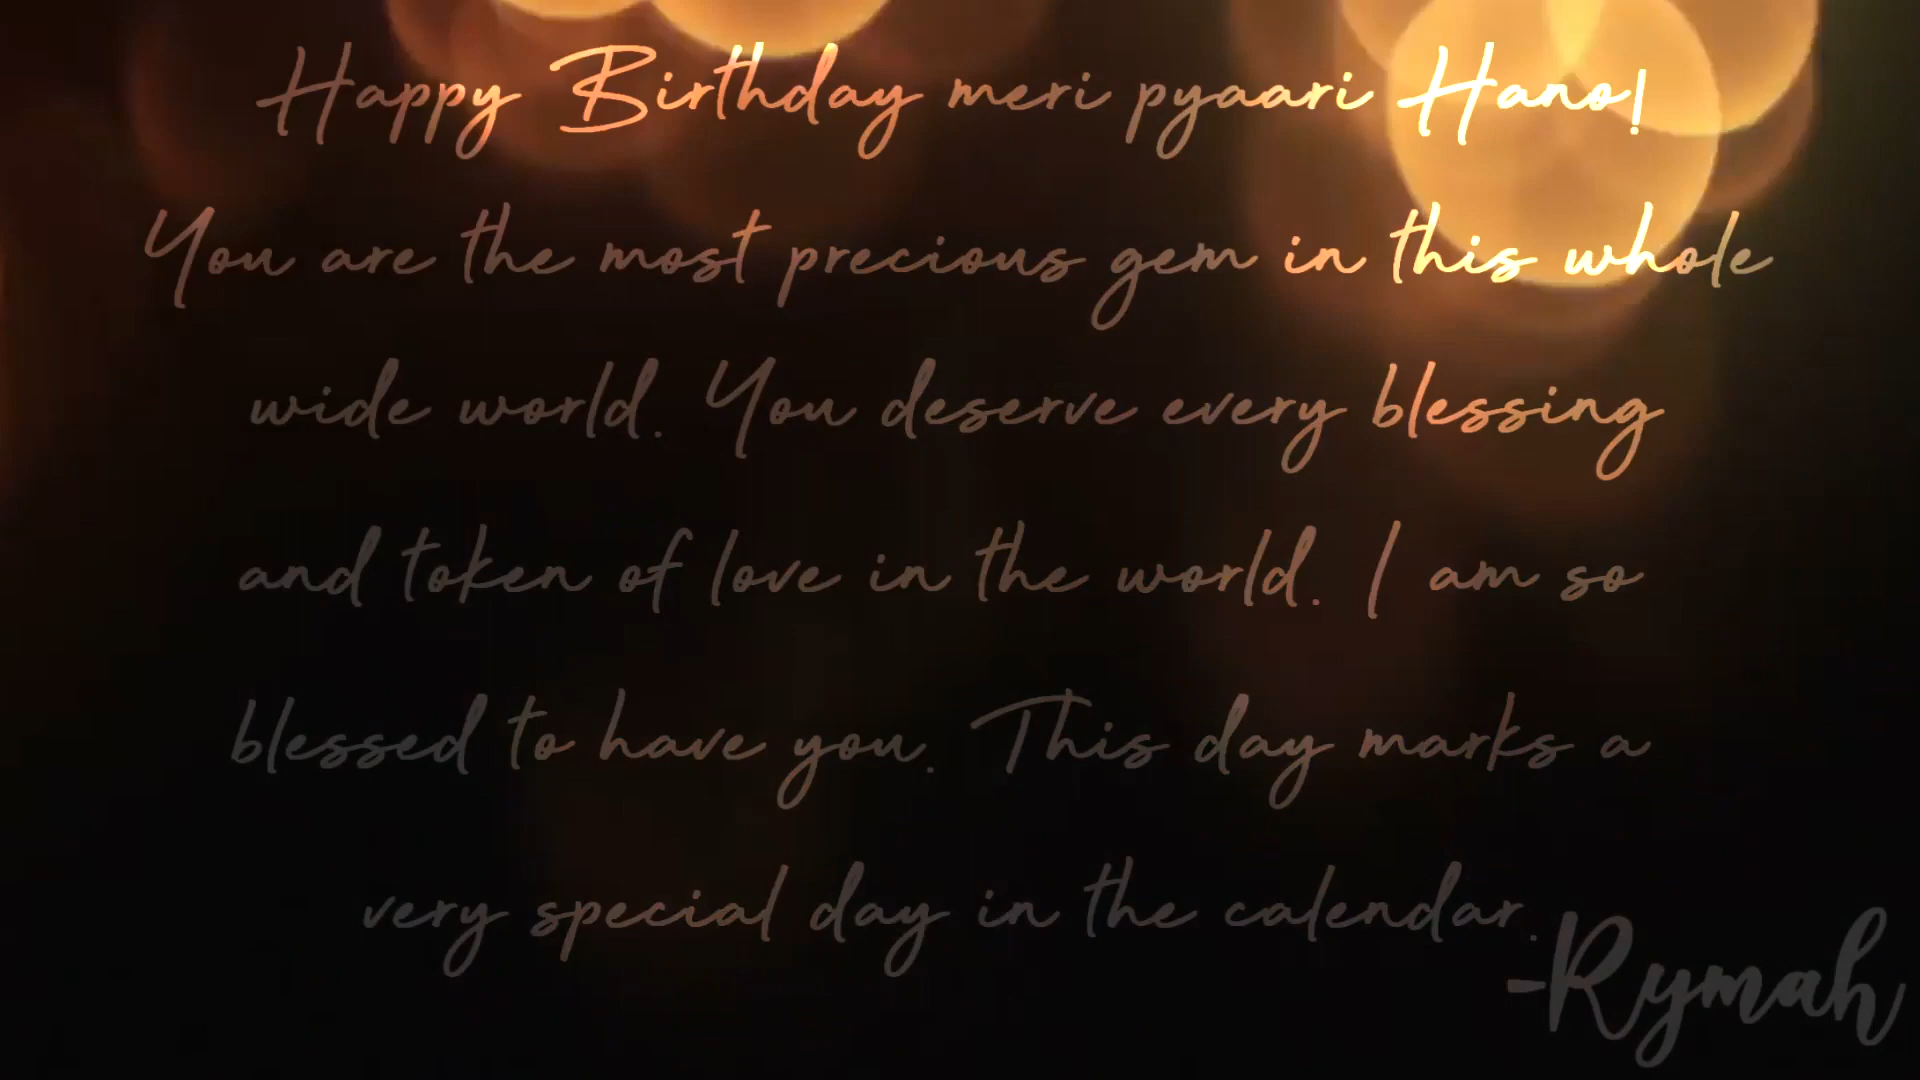 Happy Birthday meri pyaari Hano!
You are the most precious gem in this whole
wide world. You deserve every blessing
and token of love in the world. I am so
blessed to have you. This day marks a
very special day in the calendar.
-Rymah